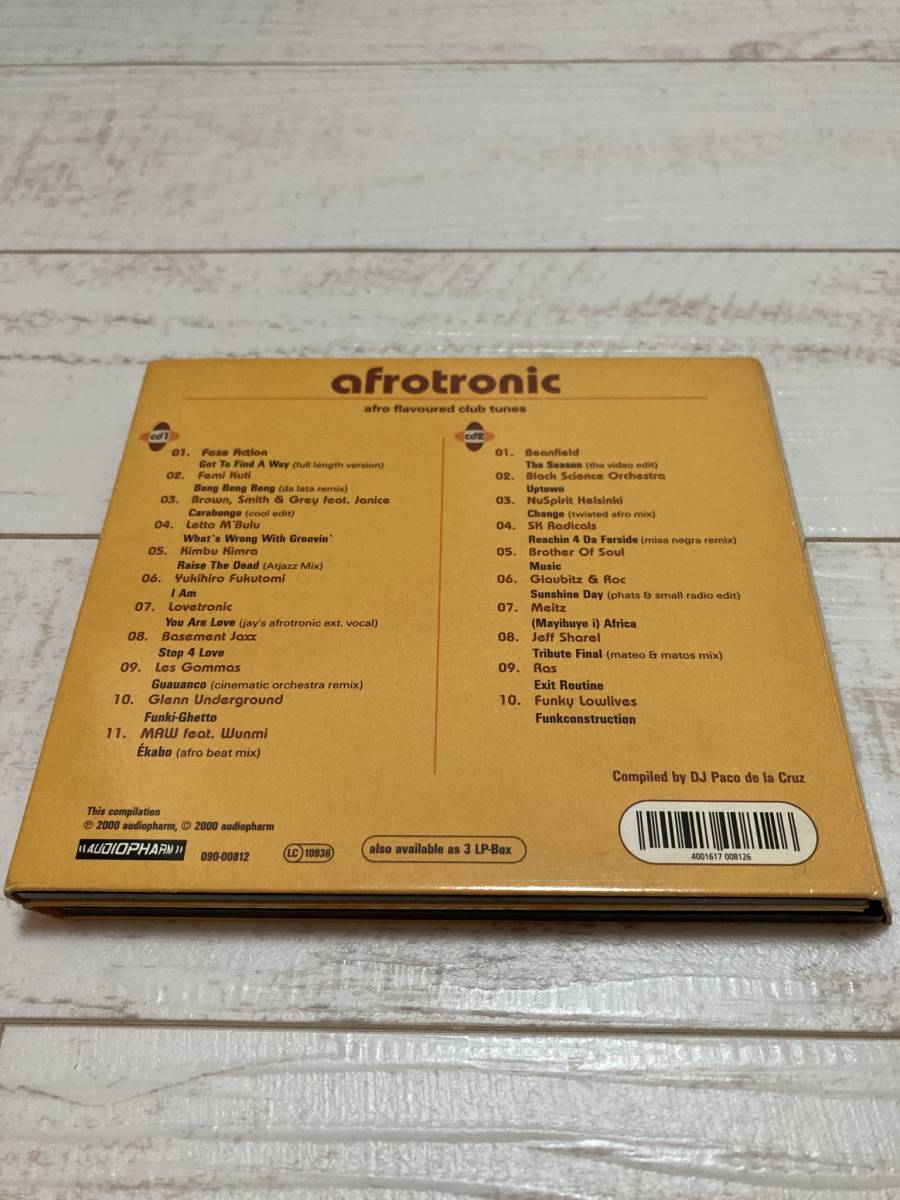 afrotronic
afro flavoured club tunes
cd1
01. Faze Action
Got To Find A Way (full length version)
02. Femi Kuti
Beng Beng Beng (da lata remix)
03. Brown, Smith & Grey feat. Janice
Carabongo (cool edit)
04. Letta M'Bulu
What's Wrong With Groovin'
05. Kimbu Kimra
Raise The Dead (Atjazz Mix)
06. Yukihiro Fukutomi
I Am
07. Lovetronic
You Are Love (jay's afrotronic ext. vocal)
08. Basement Jaxx
Stop 4 Love
09. Les Gammas
Guauanco (cinematic orchestra remix)
10. Glenn Underground
Funki-Ghetto
11. MAW feat. Wunmi
Ékabo (afro beat mix)
cd2
01. Beanfield
The Season (the video edit)
02. Black Science Orchestra
Uptown
03. NuSpirit Helsinki
Change (twisted afro mix)
04. SK Radicals
Reachin 4 Da Farside (misa negra remix)
05. Brother Of Soul
Music
06. Glaubitz & Roc
Sunshine Day (phats & small radio edit)
07. Meitz
(Mayibuye i) Africa
08. Jeff Sharel
Tribute Final (mateo & matos mix)
09. Ras
Exit Routine
10. Funky Lowlives
Funkconstruction
Compiled by DJ Paco de la Cruz
This compilation
℗ 2000 audiopharm, © 2000 audiopharm
AUDIOPHARM
090-00812
LC 10936
also available as 3 LP-Box
4001617 008126